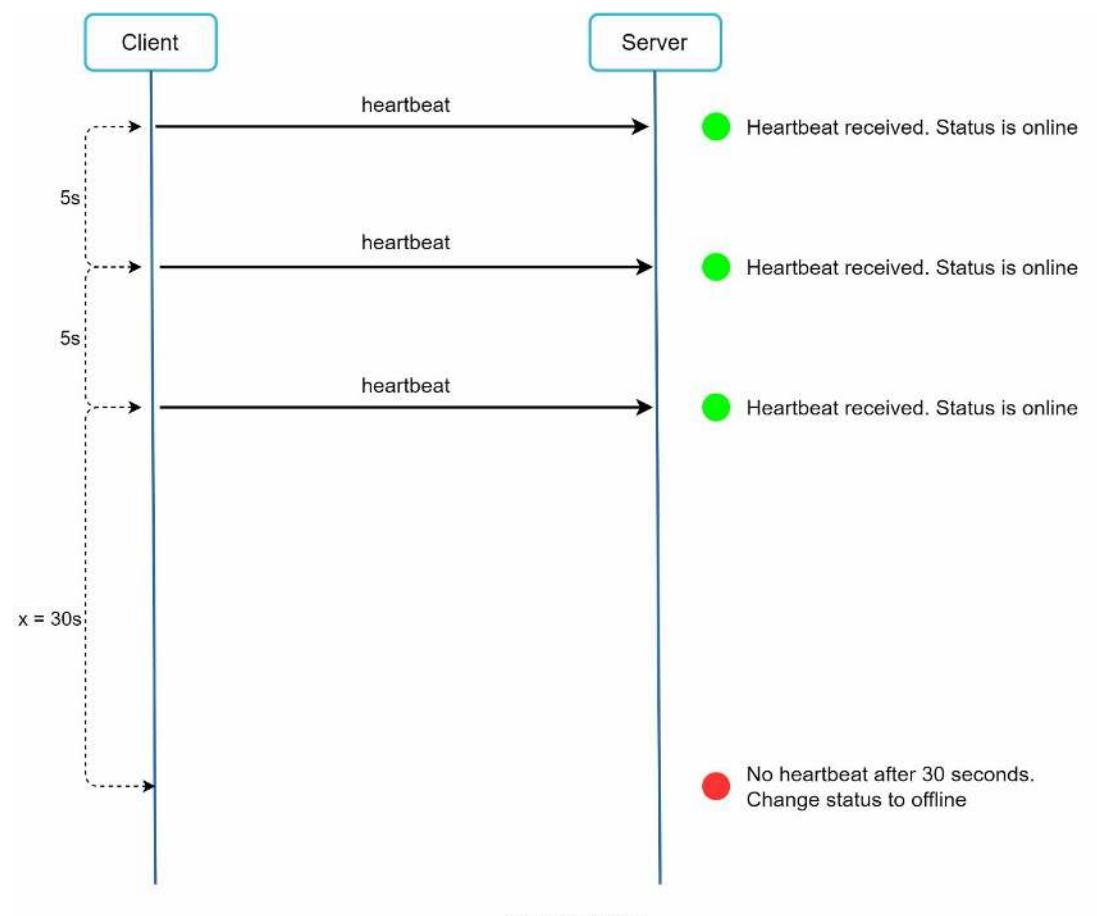 Client
Server
heartbeat
Heartbeat received. Status is online
5s
heartbeat
Heartbeat received. Status is online
5s
heartbeat
Heartbeat received. Status is online
x = 30s
No heartbeat after 30 seconds.
Change status to offline